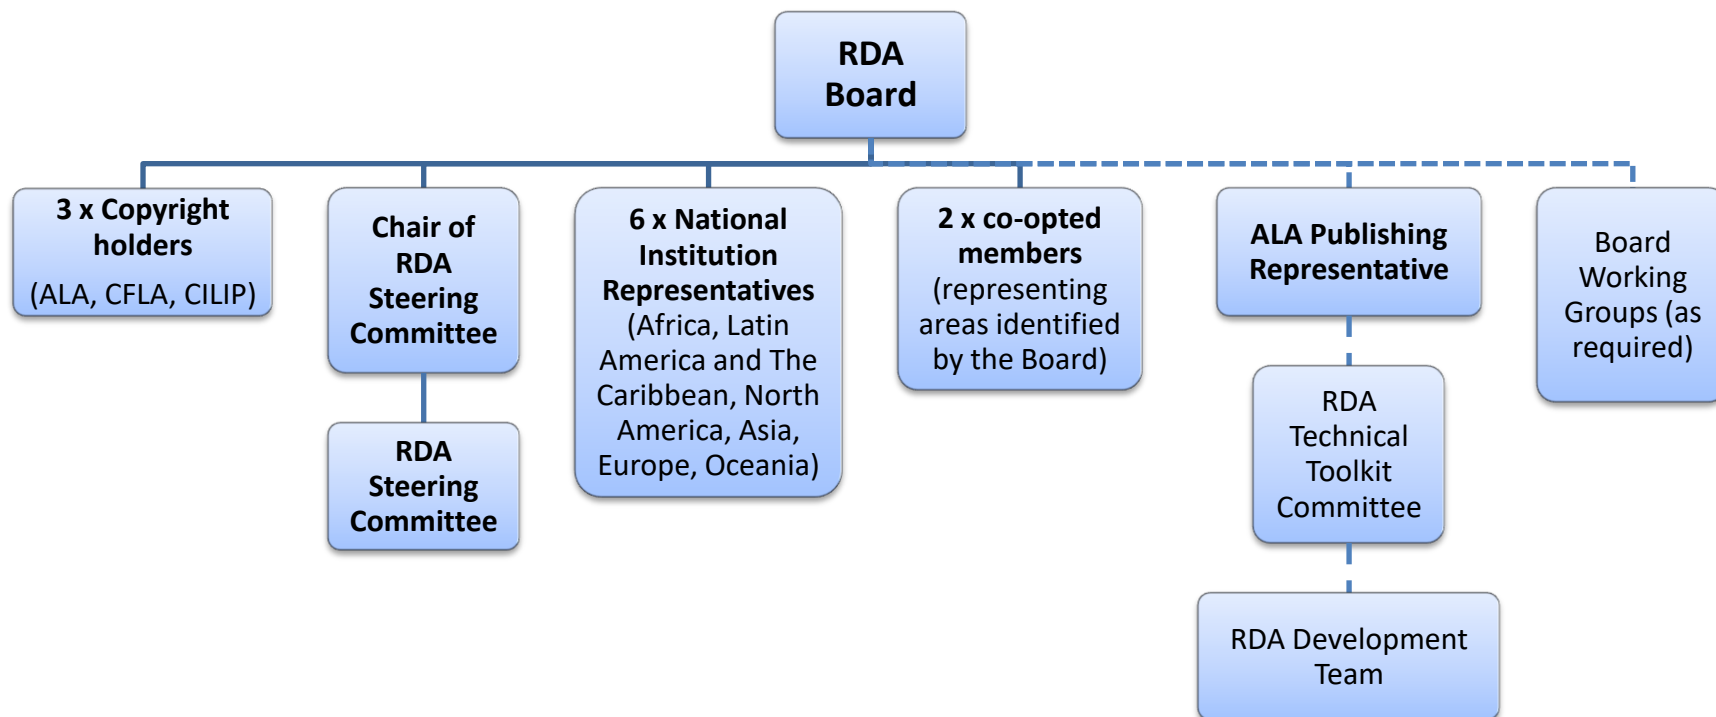 RDA
Board
3 x Copyright
holders
(ALA, CFLA, CILIP)
Chair of
RDA
Steering
Committee
RDA
Steering
Committee
6 x National
Institution
Representatives
(Africa, Latin
America and The
Caribbean, North
America, Asia,
Europe, Oceania)
2 x co-opted
members
(representing
areas identified
by the Board)
ALA Publishing
Representative
RDA
Technical
Toolkit
Committee
RDA Development
Team
Board
Working
Groups (as
required)